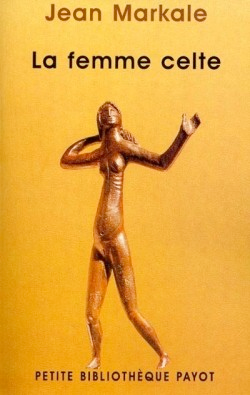 Jean Markale
La femme celte
PETITE BIBLIOTHÈQUE PAYOT